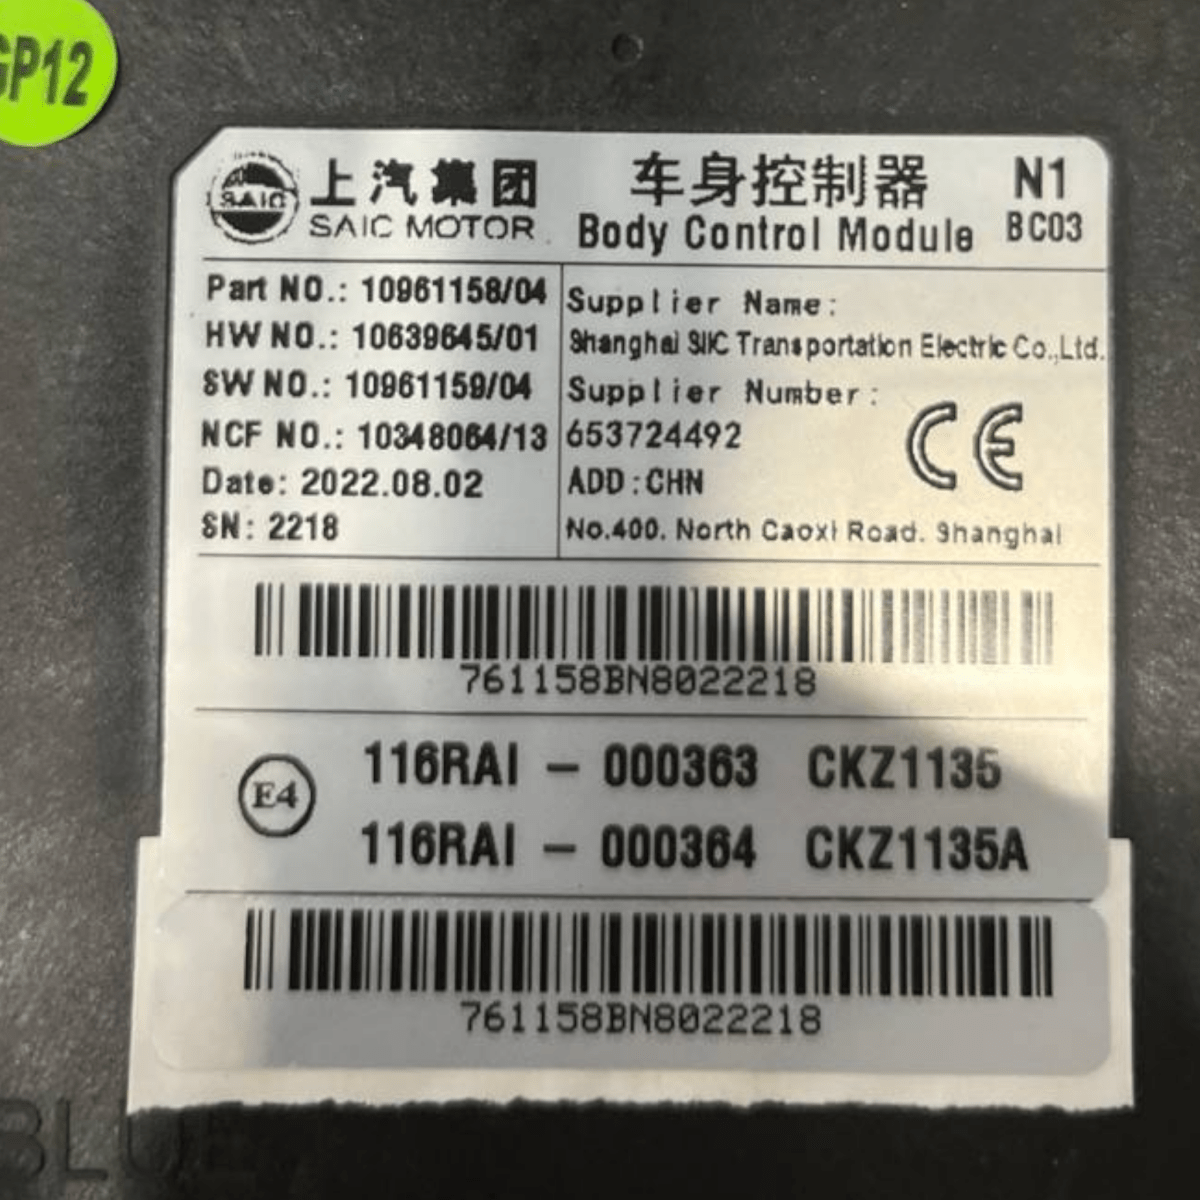 GP12
SAIC
上汽集团
SAIC MOTOR
车身控制器
Body Control Module
N1
BC03
Part NO.: 10961158/04
HW NO.: 10639645/01
SW NO.: 10961159/04
NCF NO.: 10348064/13
Date: 2022.08.02
SN: 2218
Supplier Name:
Shanghai SIIC Transportation Electric Co.,Ltd.
Supplier Number:
653724492
ADD:CHN
No.400. North Caoxi Road. Shanghai
CE
761158BN8022218
E4
116RAI - 000363 CKZ1135
116RAI - 000364 CKZ1135A
761158BN8022218
BLUE